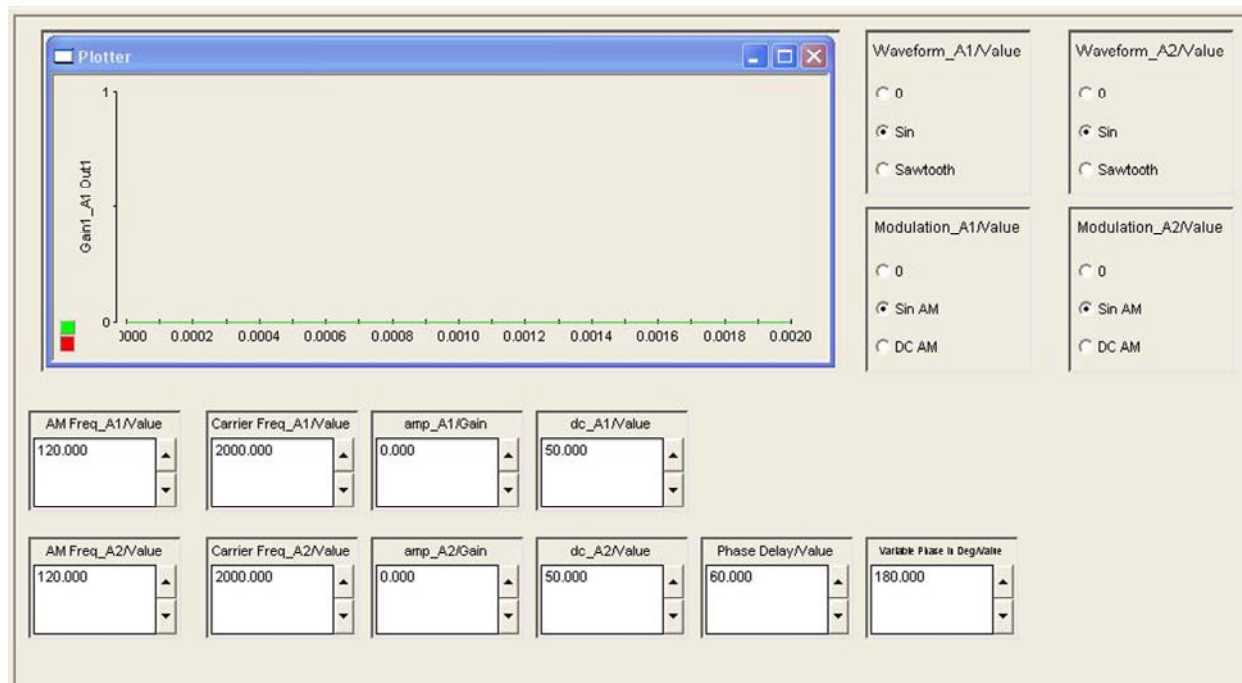 Plotter
1
Gain1_A1 Out1
0
0000 0.0002 0.0004 0.0006 0.0008 0.0010 0.0012 0.0014 0.0016 0.0018 0.0020
Waveform_A1/Value
0
Sin
Sawtooth
Waveform_A2/Value
0
Sin
Sawtooth
Modulation_A1/Value
0
Sin AM
DC AM
Modulation_A2/Value
0
Sin AM
DC AM
AM Freq_A1/Value
120.000
Carrier Freq_A1/Value
2000.000
amp_A1/Gain
0.000
dc_A1/Value
50.000
AM Freq_A2/Value
120.000
Carrier Freq_A2/Value
2000.000
amp_A2/Gain
0.000
dc_A2/Value
50.000
Phase Delay/Value
60.000
Variable Phase In Deg/Value
180.000